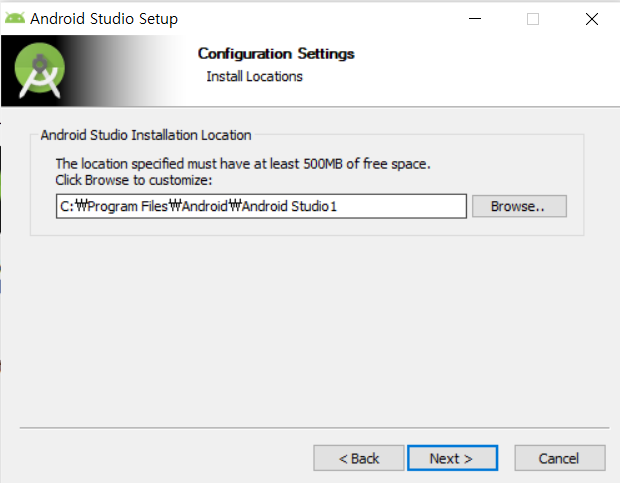 Android Studio Setup
Configuration Settings
Install Locations
Android Studio Installation Location
The location specified must have at least 500MB of free space.
Click Browse to customize:
C:₩Program Files₩Android₩Android Studio1
Browse..
< Back
Next >
Cancel